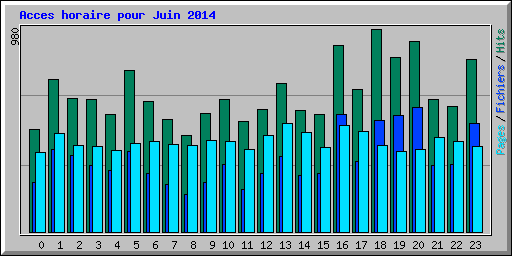 Acces horaire pour Juin 2014
980
Pages / Fichiers / Hits
0 1 2 3 4 5 6 7 8 9 10 11 12 13 14 15 16 17 18 19 20 21 22 23